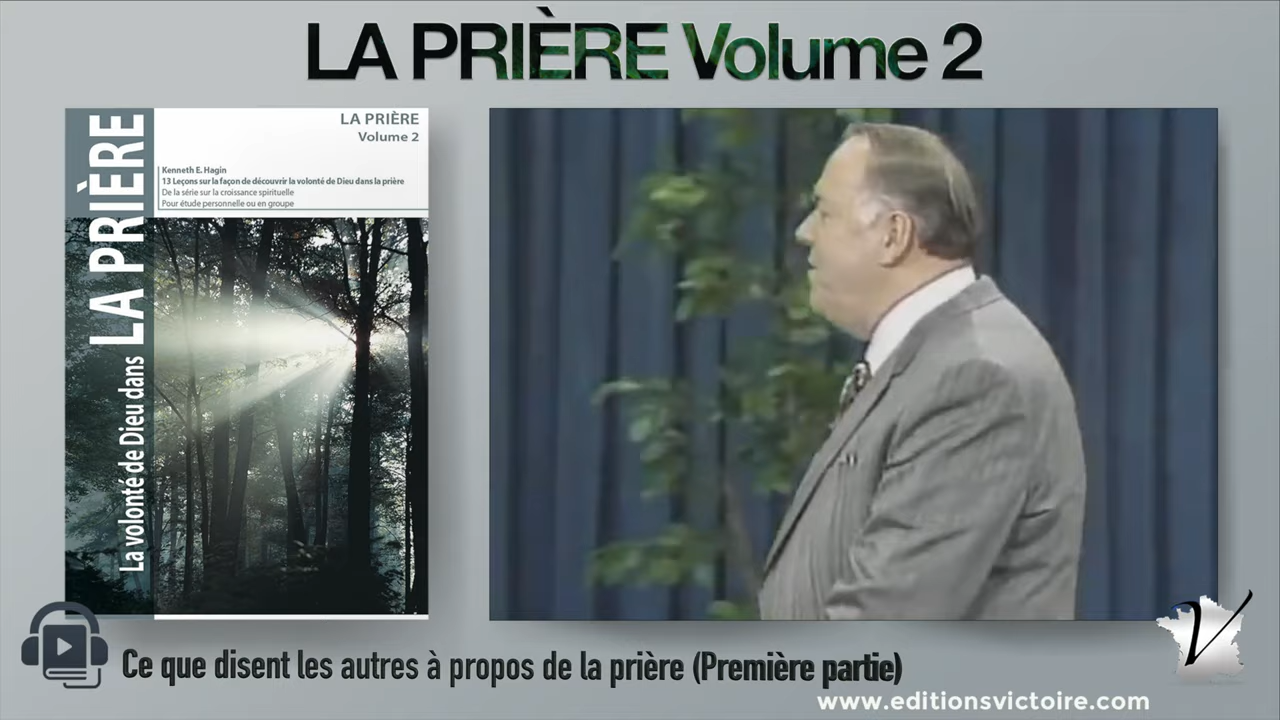 LA PRIÈRE Volume 2
LA PRIÈRE
Volume 2
Kenneth E. Hagin
13 Leçons sur la façon de découvrir la volonté de Dieu dans la prière
De la série sur la croissance spirituelle
Pour étude personnelle ou en groupe
La volonté de Dieu dans LA PRIÈRE
Ce que disent les autres à propos de la prière (Première partie)
V
www.editionsvictoire.com